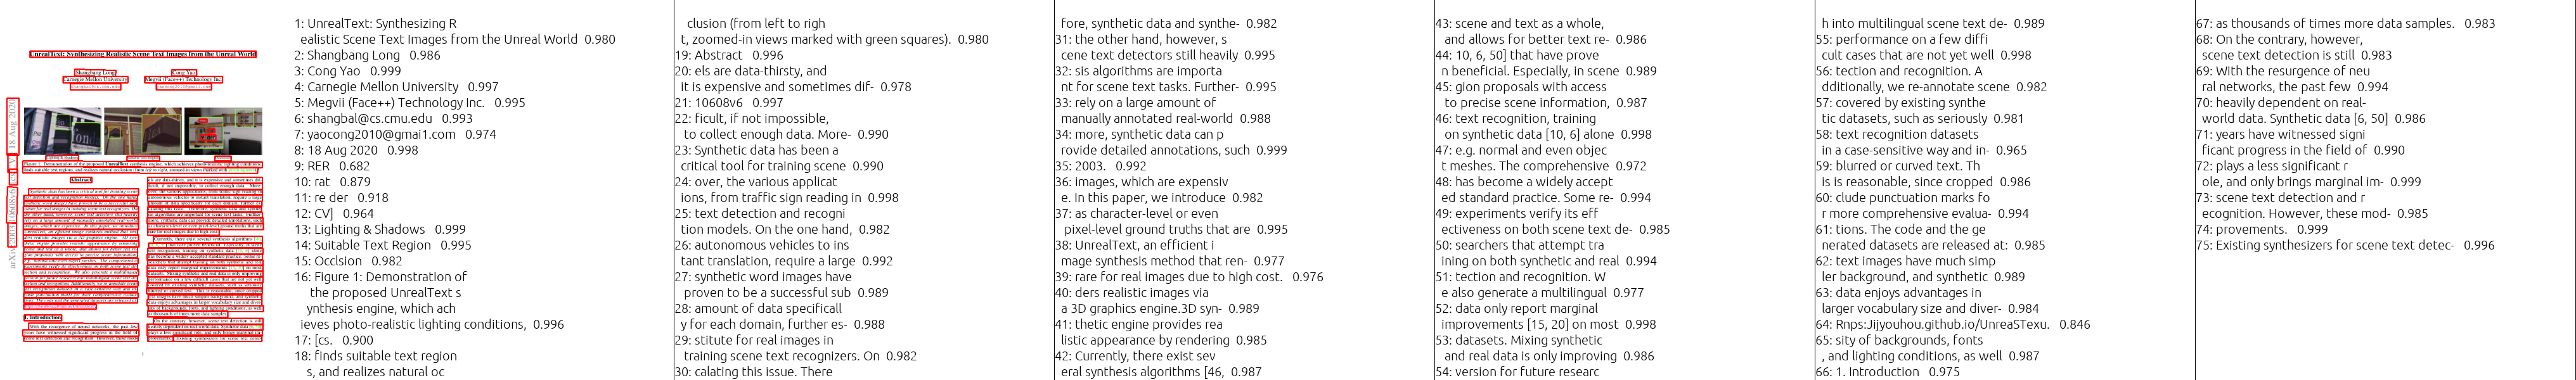 UnrealText: Synthesizing Realistic Scene Text Images from the Unreal World
Shangbang Long
Carnegie Mellon University
Cong Yao
Megvii (Face++) Technology Inc.
18 Aug 2020
Abstract
1. Introduction
1: UnrealText: Synthesizing R
ealistic Scene Text Images from the Unreal World 0.980
2: Shangbang Long 0.986
3: Cong Yao 0.999
4: Carnegie Mellon University 0.997
5: Megvii (Face++) Technology Inc. 0.995
6: shangbal@cs.cmu.edu 0.993
7: yaocong2010@gmai1.com 0.974
8: 18 Aug 2020 0.998
9: RER 0.682
10: rat 0.879
11: re der 0.918
12: CV] 0.964
13: Lighting & Shadows 0.999
14: Suitable Text Region 0.995
15: Occlsion 0.982
16: Figure 1: Demonstration of
the proposed UnrealText s
ynthesis engine, which ach
ieves photo-realistic lighting conditions, 0.996
17: [cs. 0.900
18: finds suitable text region
s, and realizes natural oc
clusion (from left to righ
t, zoomed-in views marked with green squares). 0.980
19: Abstract 0.996
20: els are data-thirsty, and
it is expensive and sometimes dif- 0.978
21: 10608v6 0.997
22: ficult, if not impossible,
to collect enough data. More- 0.990
23: Synthetic data has been a
critical tool for training scene 0.990
24: over, the various applicat
ions, from traffic sign reading in 0.998
25: text detection and recogni
tion models. On the one hand, 0.982
26: autonomous vehicles to ins
tant translation, require a large 0.992
27: synthetic word images have
proven to be a successful sub 0.989
28: amount of data specificall
y for each domain, further es- 0.988
29: stitute for real images in
training scene text recognizers. On 0.982
30: calating this issue. There
fore, synthetic data and synthe- 0.982
31: the other hand, however, s
cene text detectors still heavily 0.995
32: sis algorithms are importa
nt for scene text tasks. Further- 0.995
33: rely on a large amount of
manually annotated real-world 0.988
34: more, synthetic data can p
rovide detailed annotations, such 0.999
35: 2003. 0.992
36: images, which are expensiv
e. In this paper, we introduce 0.982
37: as character-level or even
pixel-level ground truths that are 0.995
38: UnrealText, an efficient i
mage synthesis method that ren- 0.977
39: rare for real images due to high cost. 0.976
40: ders realistic images via
a 3D graphics engine.3D syn- 0.989
41: thetic engine provides rea
listic appearance by rendering 0.985
42: Currently, there exist sev
eral synthesis algorithms [46, 0.987
43: scene and text as a whole,
and allows for better text re- 0.986
44: 10, 6, 50] that have prove
n beneficial. Especially, in scene 0.989
45: gion proposals with access
to precise scene information, 0.987
46: text recognition, training
on synthetic data [10, 6] alone 0.998
47: e.g. normal and even objec
t meshes. The comprehensive 0.972
48: has become a widely accept
ed standard practice. Some re- 0.994
49: experiments verify its eff
ectiveness on both scene text de- 0.985
50: searchers that attempt tra
ining on both synthetic and real 0.994
51: tection and recognition. W
e also generate a multilingual 0.977
52: data only report marginal
improvements [15, 20] on most 0.998
53: datasets. Mixing synthetic
and real data is only improving 0.986
54: version for future researc
h into multilingual scene text de- 0.989
55: performance on a few diffi
cult cases that are not yet well 0.998
56: tection and recognition. A
dditionally, we re-annotate scene 0.982
57: covered by existing synthe
tic datasets, such as seriously 0.981
58: text recognition datasets
in a case-sensitive way and in- 0.965
59: blurred or curved text. Th
is is reasonable, since cropped 0.986
60: clude punctuation marks fo
r more comprehensive evalua- 0.994
61: tions. The code and the ge
nerated datasets are released at: 0.985
62: text images have much simp
ler background, and synthetic 0.989
63: data enjoys advantages in
larger vocabulary size and diver- 0.984
64: Rnps:Jijyouhou.github.io/UnreaSTexu. 0.846
65: sity of backgrounds, fonts
, and lighting conditions, as well 0.987
66: 1. Introduction 0.975
67: as thousands of times more data samples. 0.983
68: On the contrary, however,
scene text detection is still 0.983
69: With the resurgence of neu
ral networks, the past few 0.994
70: heavily dependent on real-
world data. Synthetic data [6, 50] 0.986
71: years have witnessed signi
ficant progress in the field of 0.990
72: plays a less significant r
ole, and only brings marginal im- 0.999
73: scene text detection and r
ecognition. However, these mod- 0.985
74: provements. 0.999
75: Existing synthesizers for scene text detec- 0.996